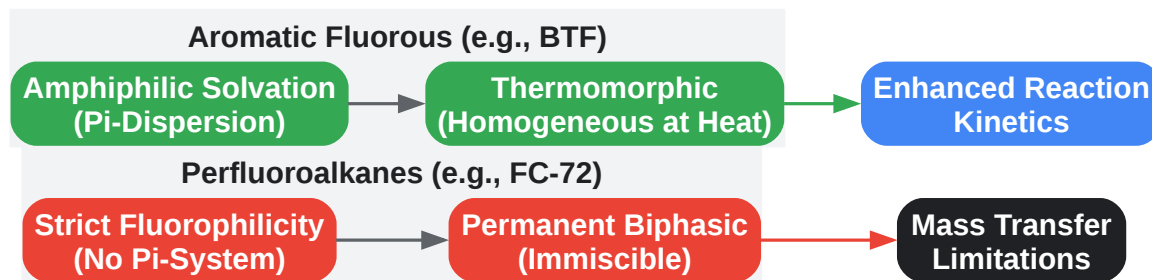 Aromatic Fluorous (e.g., BTF)
Amphiphilic Solvation
(Pi-Dispersion)
Thermomorphic
(Homogeneous at Heat)
Enhanced Reaction
Kinetics
Perfluoroalkanes (e.g., FC-72)
Strict Fluorophilicity
(No Pi-System)
Permanent Biphasic
(Immiscible)
Mass Transfer
Limitations